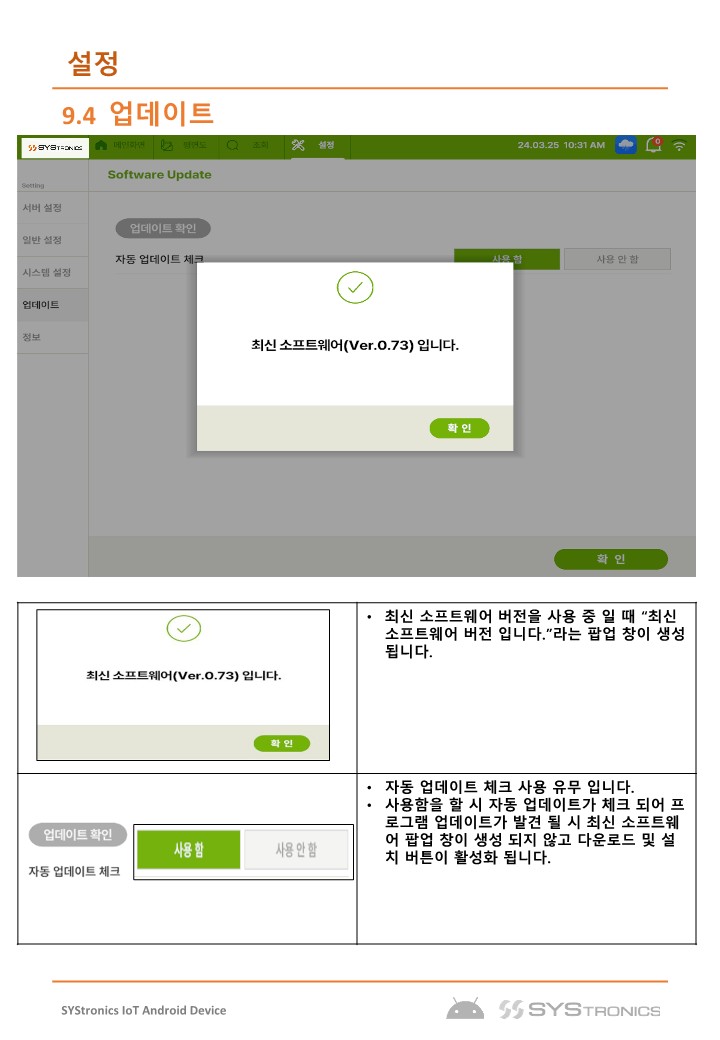 설정
9.4 업데이트
SYSTRONICS
메인화면
조회
설정
24.03.25 10:31 AM
0
Setting
Software Update
서버 설정
일반 설정
시스템 설정
업데이트
정보
업데이트 확인
자동 업데이트 체크
사용 함
사용 안 함
최신 소프트웨어(Ver.0.73) 입니다.
확 인
확 인
최신 소프트웨어(Ver.0.73) 입니다.
확 인
• 최신 소프트웨어 버전을 사용 중 일 때 “최신
소프트웨어 버전 입니다.”라는 팝업 창이 생성
됩니다.
업데이트 확인
자동 업데이트 체크
사용 함
사용 안 함
• 자동 업데이트 체크 사용 유무 입니다.
• 사용함을 할 시 자동 업데이트가 체크 되어 프
로그램 업데이트가 발견 될 시 최신 소프트웨
어 팝업 창이 생성 되지 않고 다운로드 및 설
치 버튼이 활성화 됩니다.
SYStronics IoT Android Device
SYSTRONICS